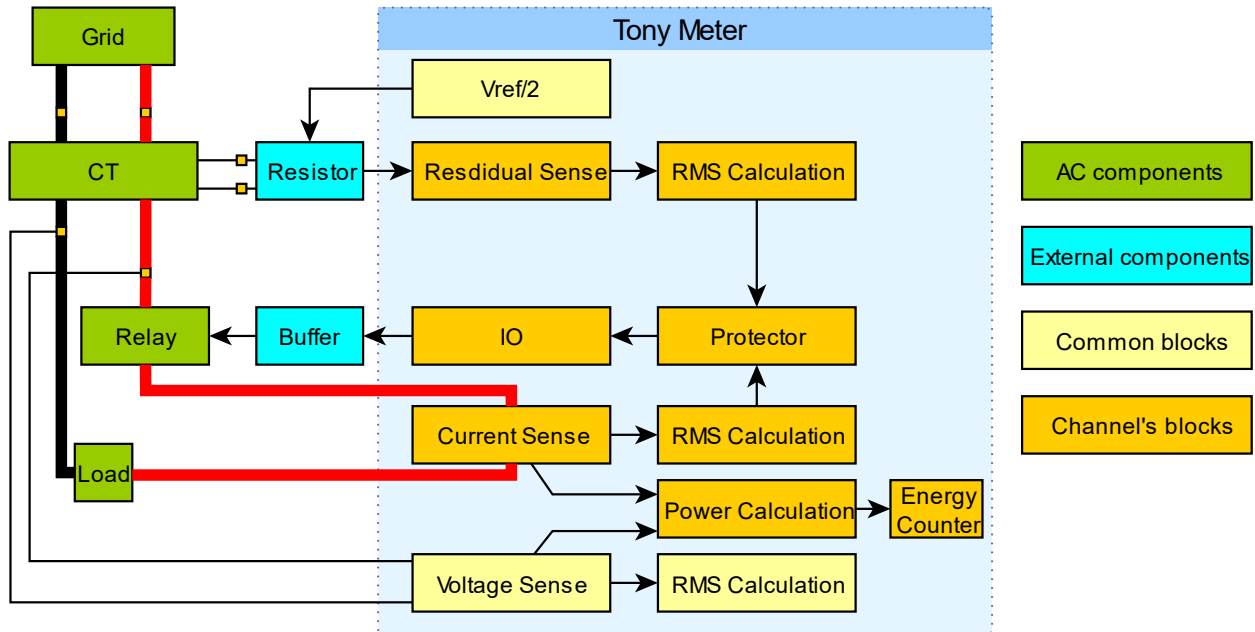 Tony Meter
Grid
Vref/2
CT
Resistor
Resdidual Sense
RMS Calculation
AC components
External components
Relay
Buffer
IO
Protector
Common blocks
Current Sense
RMS Calculation
Channel's blocks
Load
Power Calculation
Energy
Counter
Voltage Sense
RMS Calculation